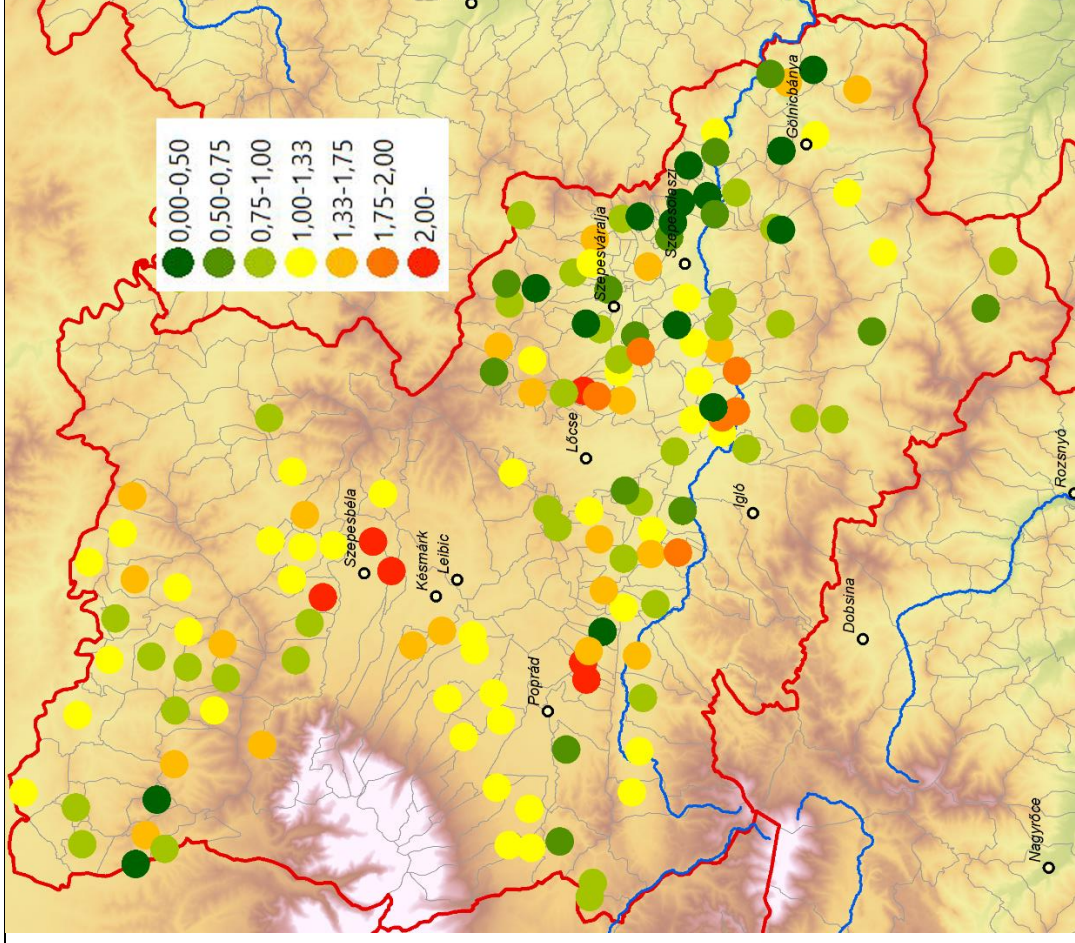 0,00-0,50
0,50-0,75
0,75-1,00
1,00-1,33
1,33-1,75
1,75-2,00
2,00-
Gölnicbánya
Szepesolaszi
Szepesváralja
Lőcse
Igló
Szepesbéla
Késmárk
Leibic
Poprád
Dobsina
Rozsnyó
Nagyrőce